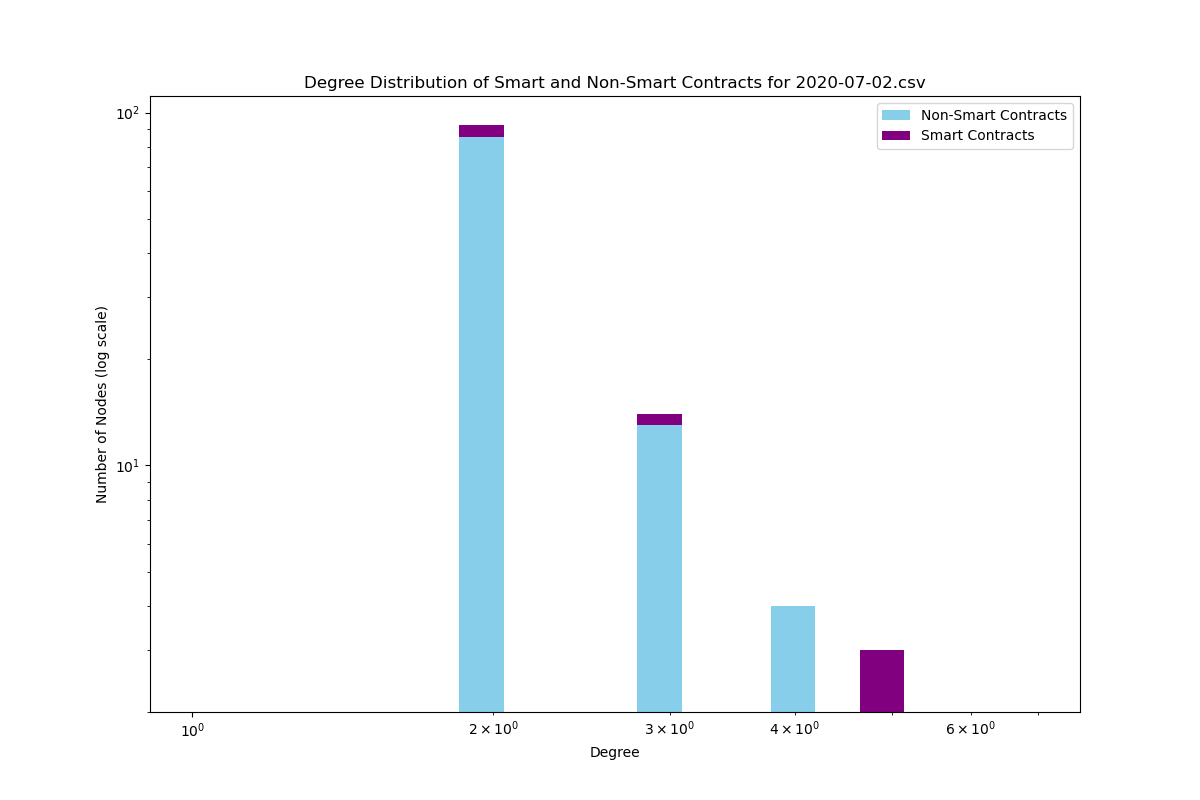 Degree Distribution of Smart and Non-Smart Contracts for 2020-07-02.csv
Non-Smart Contracts
Smart Contracts
Number of Nodes (log scale)
10²
10¹
10⁰
2 × 10⁰
3 × 10⁰
4 × 10⁰
6 × 10⁰
Degree